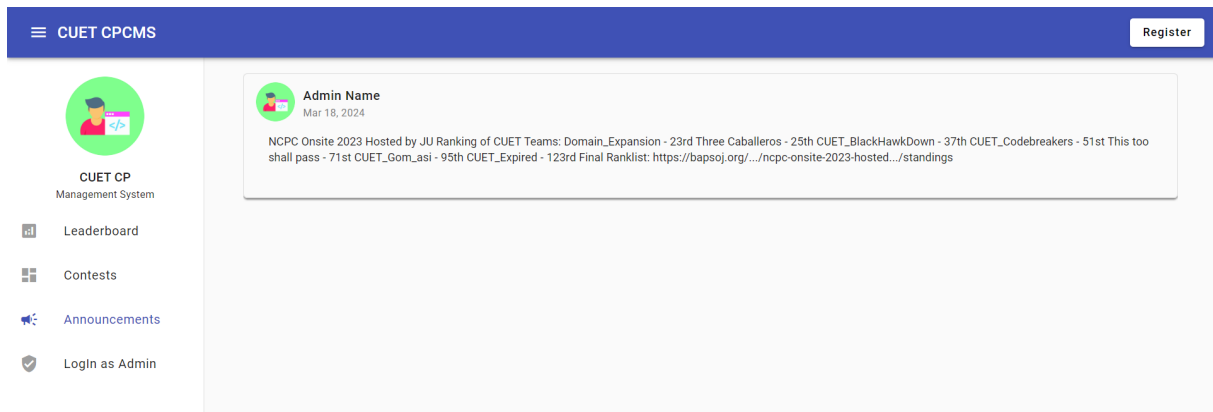 CUET CPCMS
Register
CUET CP
Management System
Leaderboard
Contests
Announcements
LogIn as Admin
Admin Name
Mar 18, 2024
NCPC Onsite 2023 Hosted by JU Ranking of CUET Teams: Domain_Expansion - 23rd Three Caballeros - 25th CUET_BlackHawkDown - 37th CUET_Codebreakers - 51st This too
shall pass - 71st CUET_Gom_asi - 95th CUET_Expired - 123rd Final Ranklist: https://bapsoj.org/.../ncpc-onsite-2023-hosted.../standings